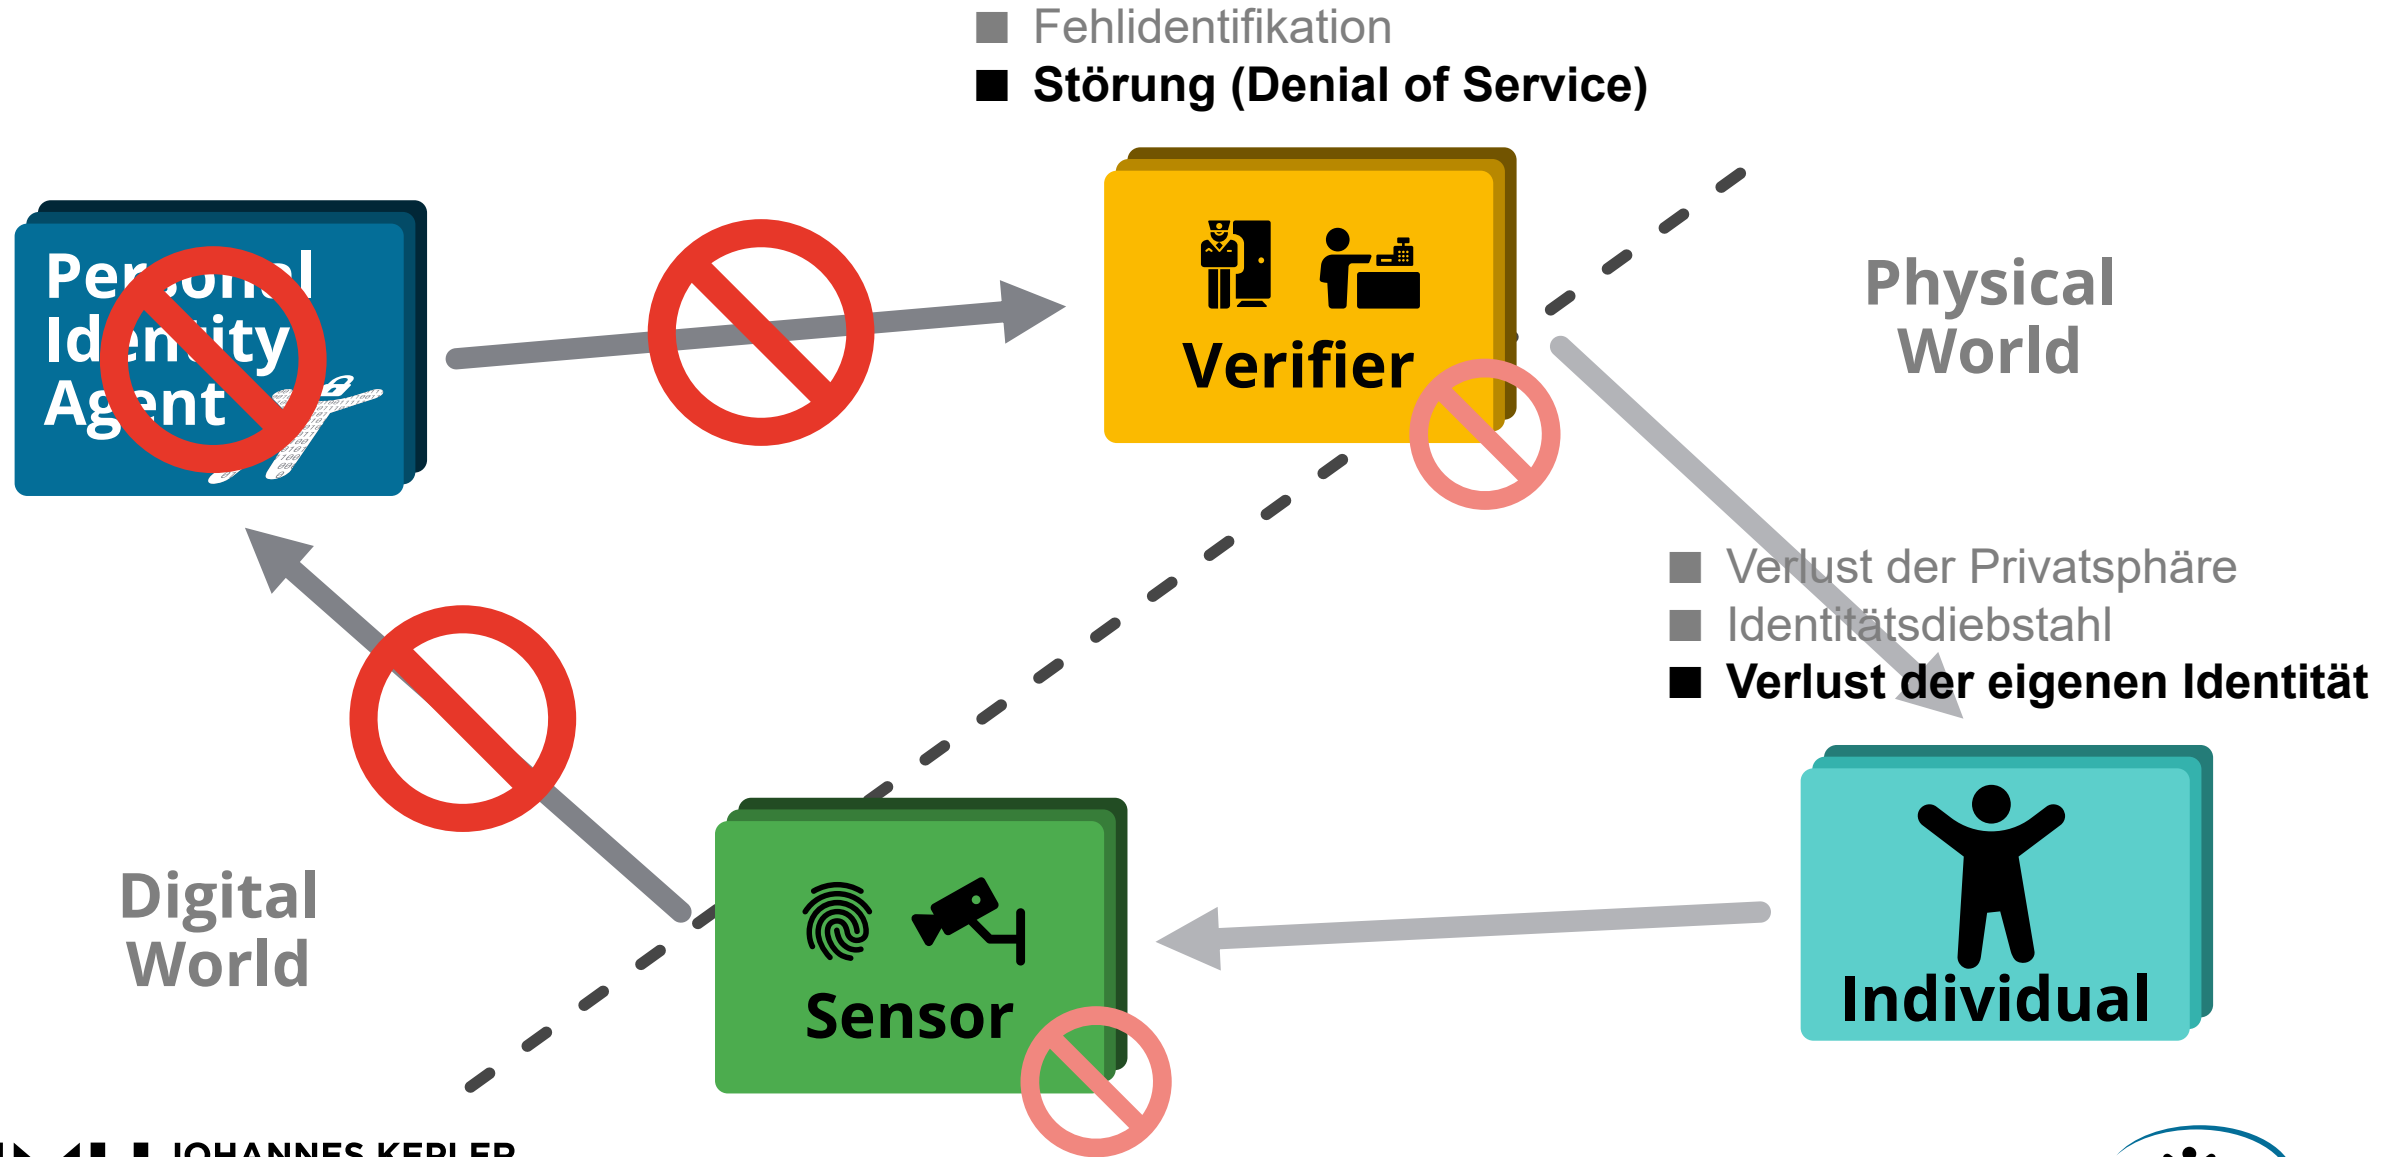 Fehlidentifikation
Störung (Denial of Service)
Personal
Identity
Agent
Verifier
Physical
World
Verlust der Privatsphäre
Identitätsdiebstahl
Verlust der eigenen Identität
Digital
World
Sensor
Individual
JOHANNES KEPLER